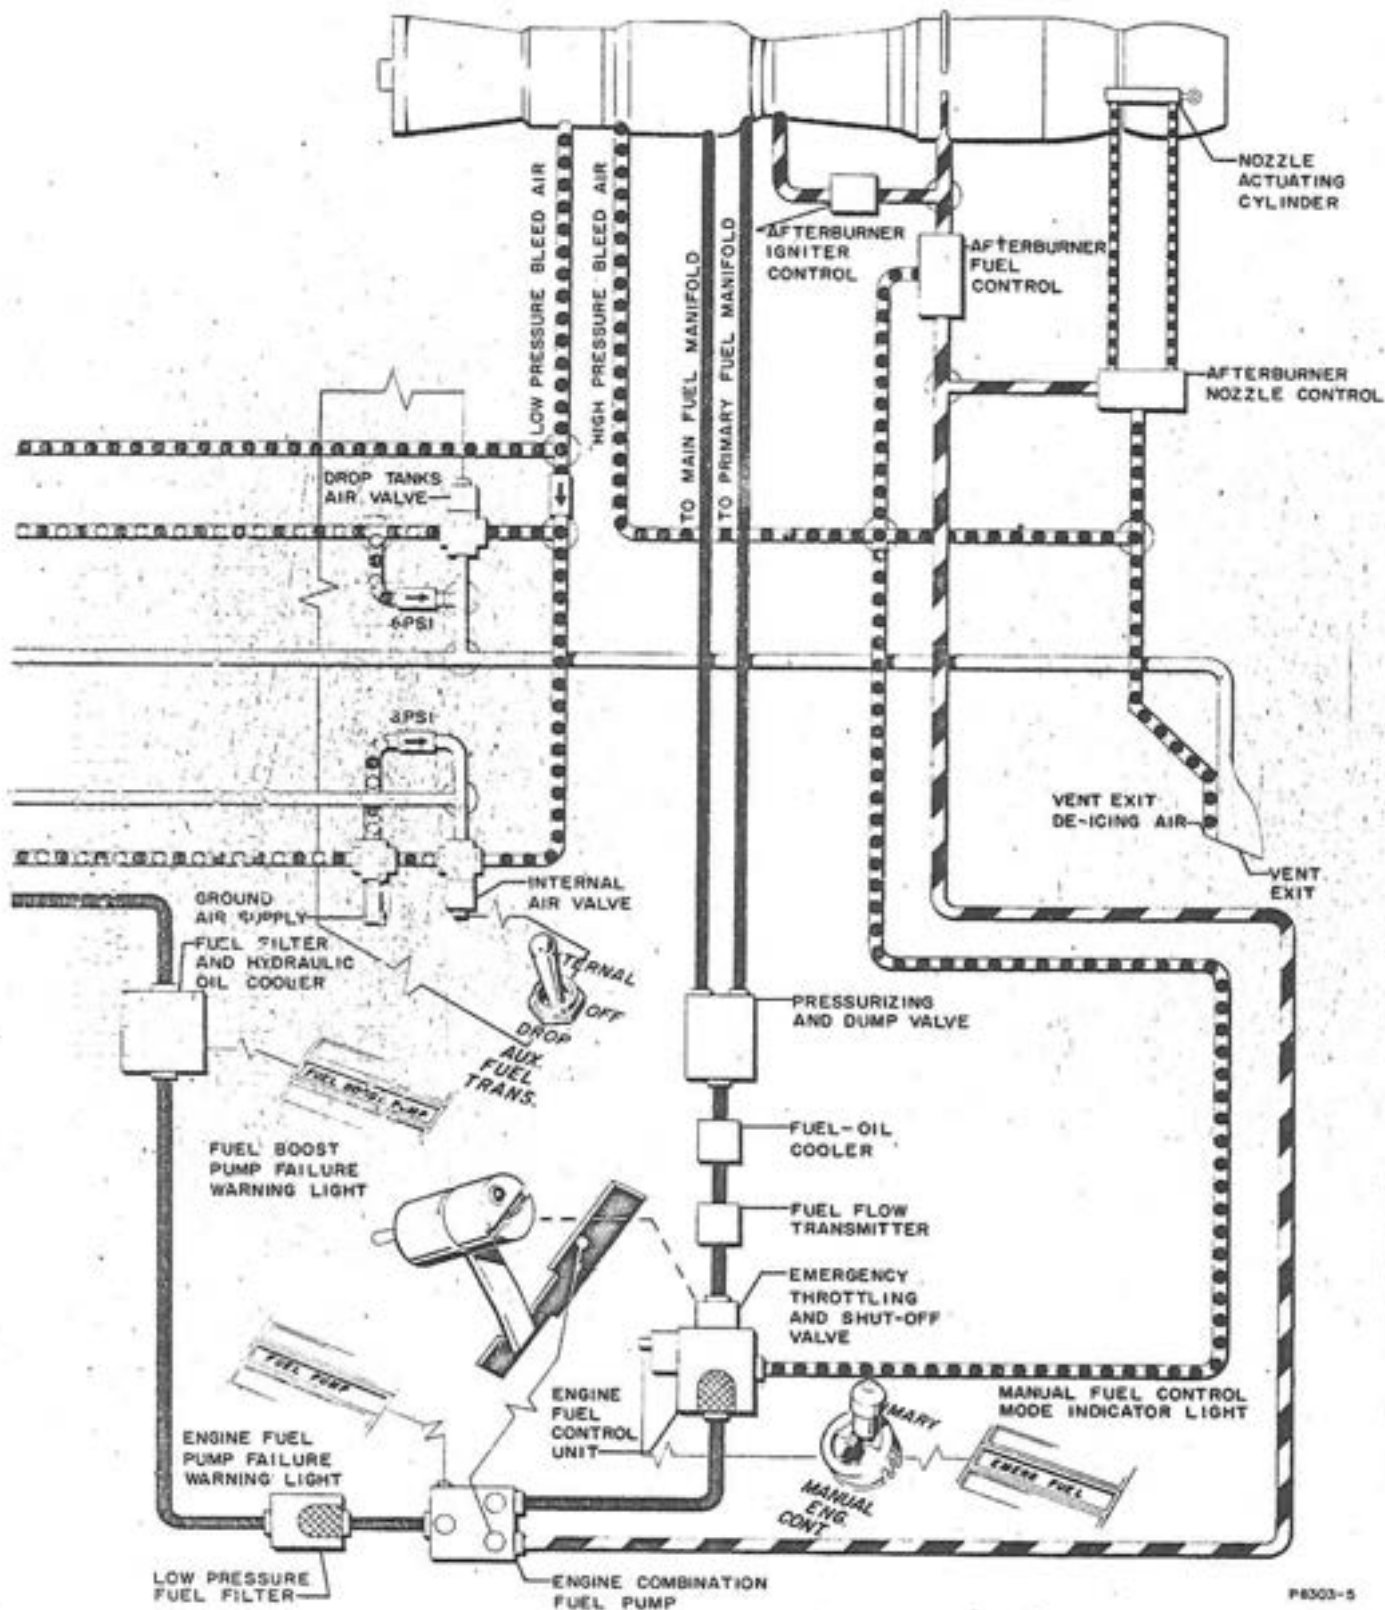 NOZZLE
ACTUATING
CYLINDER
LOW PRESSURE BLEED AIR
HIGH PRESSURE BLEED AIR
TO MAIN FUEL MANIFOLD
TO PRIMARY FUEL MANIFOLD
AFTERBURNER
IGNITER
CONTROL
AFTERBURNER
FUEL
CONTROL
AFTERBURNER
NOZZLE CONTROL
DROP TANKS
AIR VALVE
6PSI
3PSI
VENT EXIT
DE-ICING AIR
VENT
EXIT
GROUND
AIR SUPPLY
INTERNAL
AIR VALVE
FUEL FILTER
AND HYDRAULIC
OIL COOLER
TERNAL
OFF
DROP
AUX.
FUEL
TRANS.
PRESSURIZING
AND DUMP VALVE
FUEL BOOST PUMP
FUEL BOOST
PUMP FAILURE
WARNING LIGHT
FUEL-OIL
COOLER
FUEL FLOW
TRANSMITTER
EMERGENCY
THROTTLING
AND SHUT-OFF
VALVE
FUEL PUMP
ENGINE
FUEL
CONTROL
UNIT
MARY
MANUAL
ENG.
CONT
MANUAL FUEL CONTROL
MODE INDICATOR LIGHT
EMERG FUEL
ENGINE FUEL
PUMP FAILURE
WARNING LIGHT
LOW PRESSURE
FUEL FILTER
ENGINE COMBINATION
FUEL PUMP
P8303-5